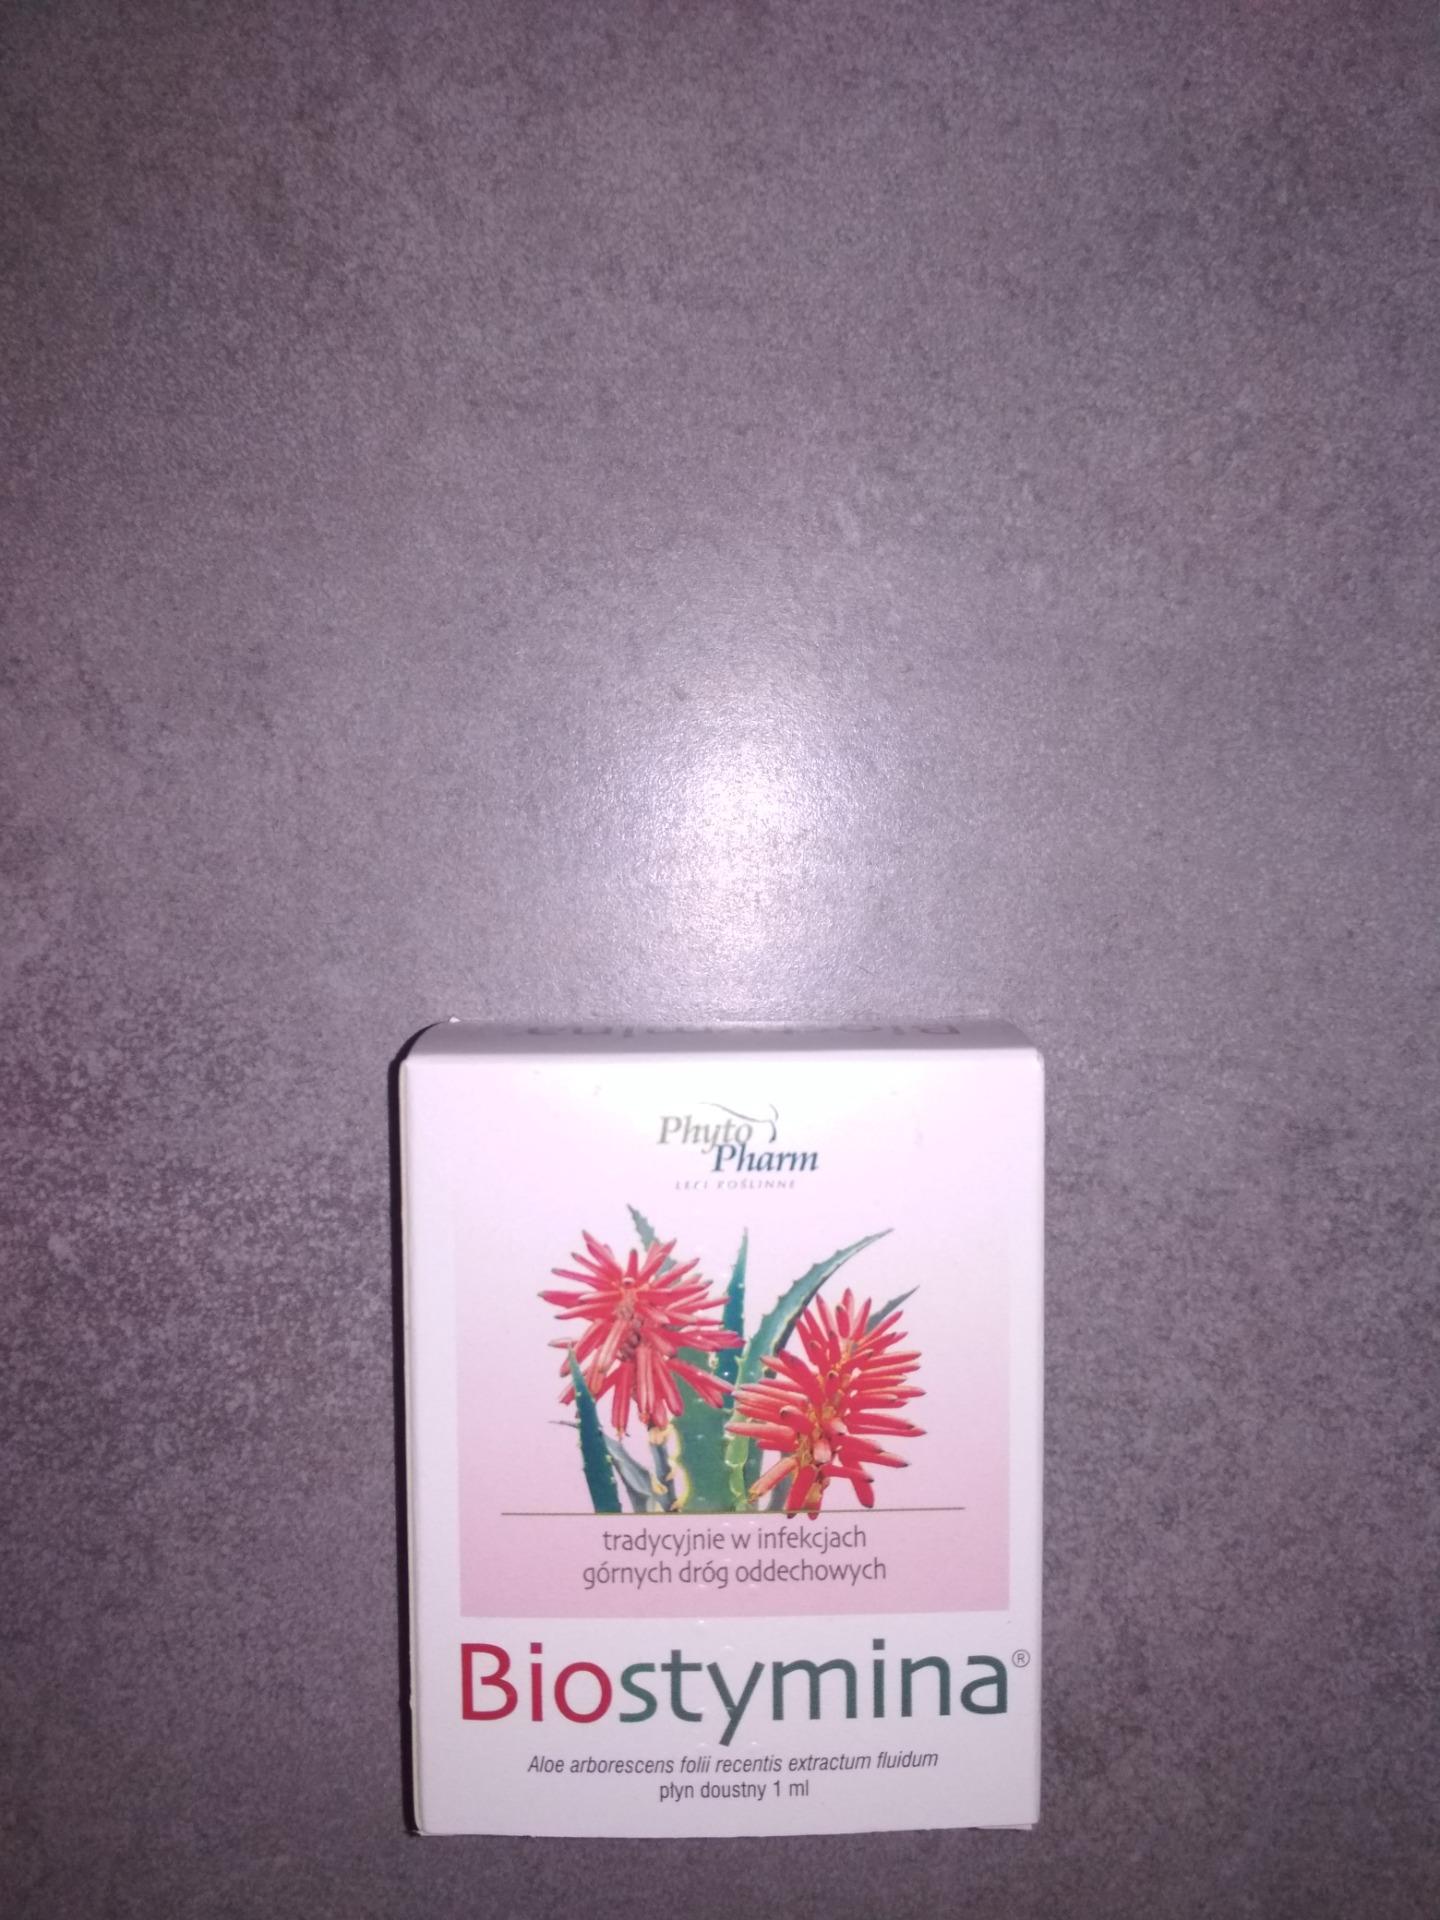 Phyto
Pharm
LEKI ROŚLINNE
tradycyjnie w infekcjach
górnych dróg oddechowych
Biostymina®
Aloe arborescens folii recentis extractum fluidum
płyn doustny 1 ml